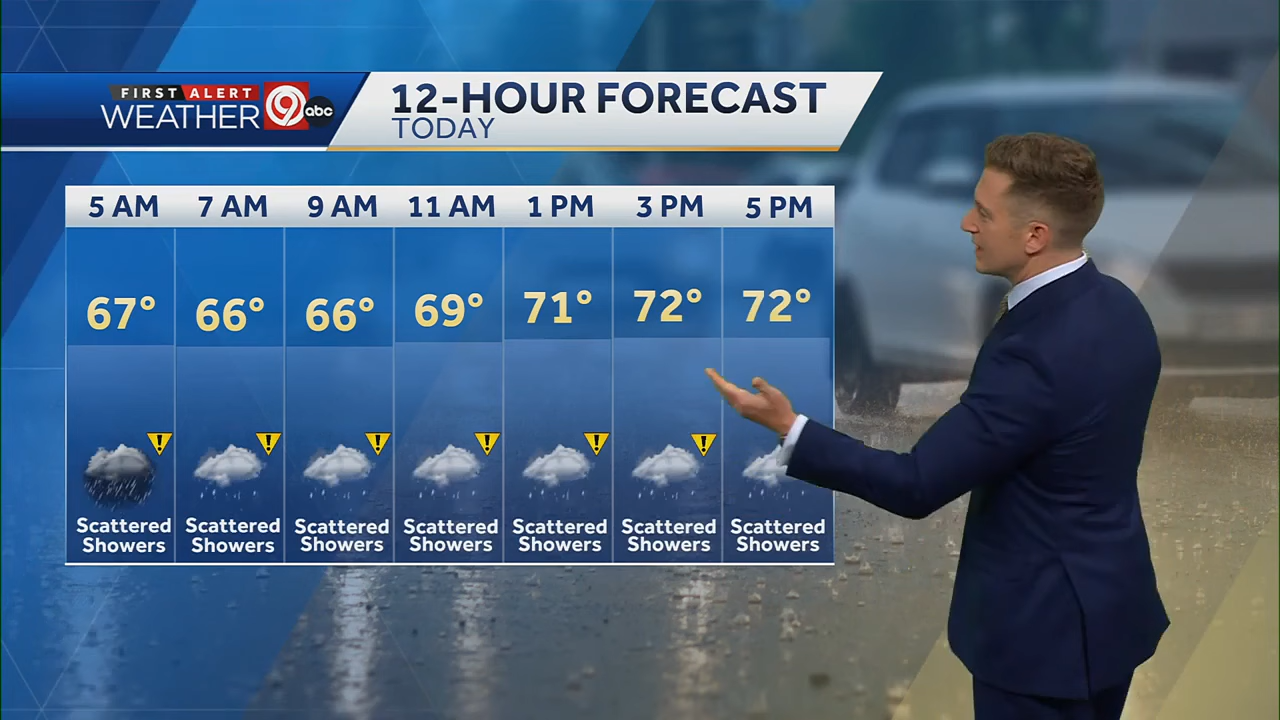 FIRST ALERT
WEATHER 9 abc
12-HOUR FORECAST
TODAY
5 AM 7 AM 9 AM 11 AM 1 PM 3 PM 5 PM
67° 66° 66° 69° 71° 72° 72°
! ! ! ! ! !
Scattered Scattered Scattered Scattered Scattered Scattered Scattered
Showers Showers Showers Showers Showers Showers Showers